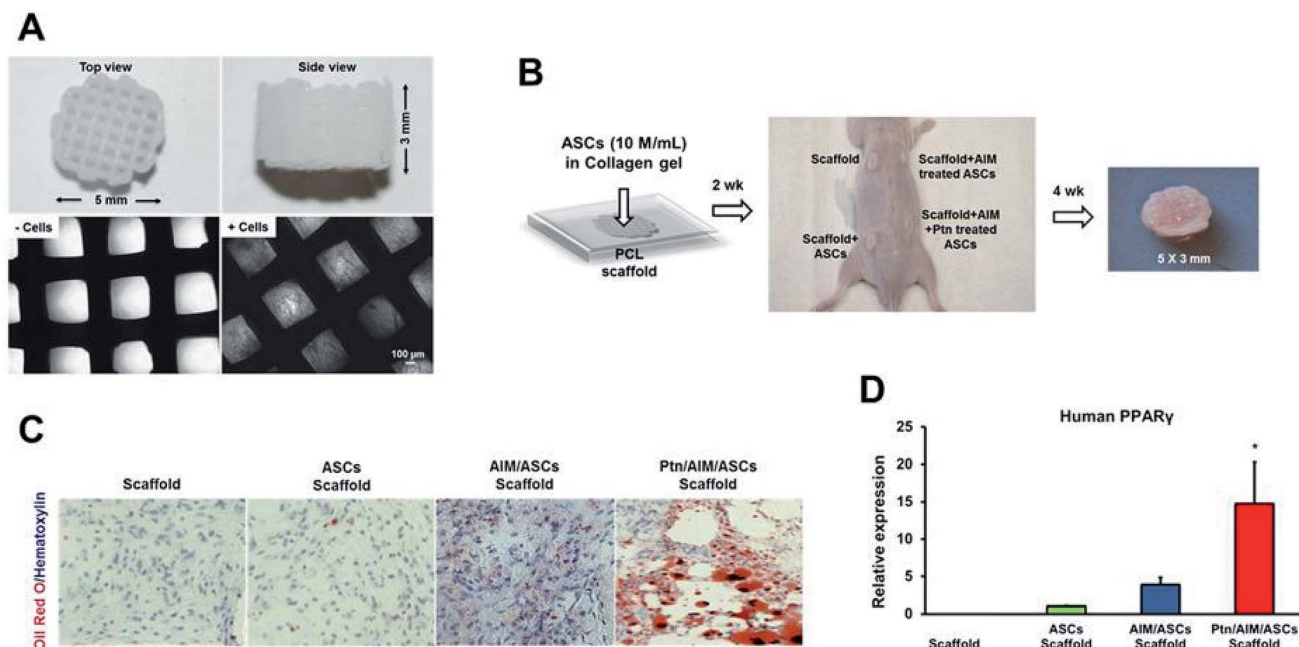 A
Top view
Side view
5 mm
3 mm
- Cells
+ Cells
100 µm
B
ASCs (10 M/mL)
in Collagen gel
PCL
scaffold
2 wk
Scaffold
Scaffold+AIM
treated ASCs
Scaffold+
ASCs
Scaffold+AIM
+Ptn treated
ASCs
4 wk
5 X 3 mm
C
Oil Red O/Hematoxylin
Scaffold
ASCs
Scaffold
AIM/ASCs
Scaffold
Ptn/AIM/ASCs
Scaffold
D
Human PPARγ
Relative expression
25
20
15
10
5
0
*
Scaffold
ASCs
Scaffold
AIM/ASCs
Scaffold
Ptn/AIM/ASCs
Scaffold